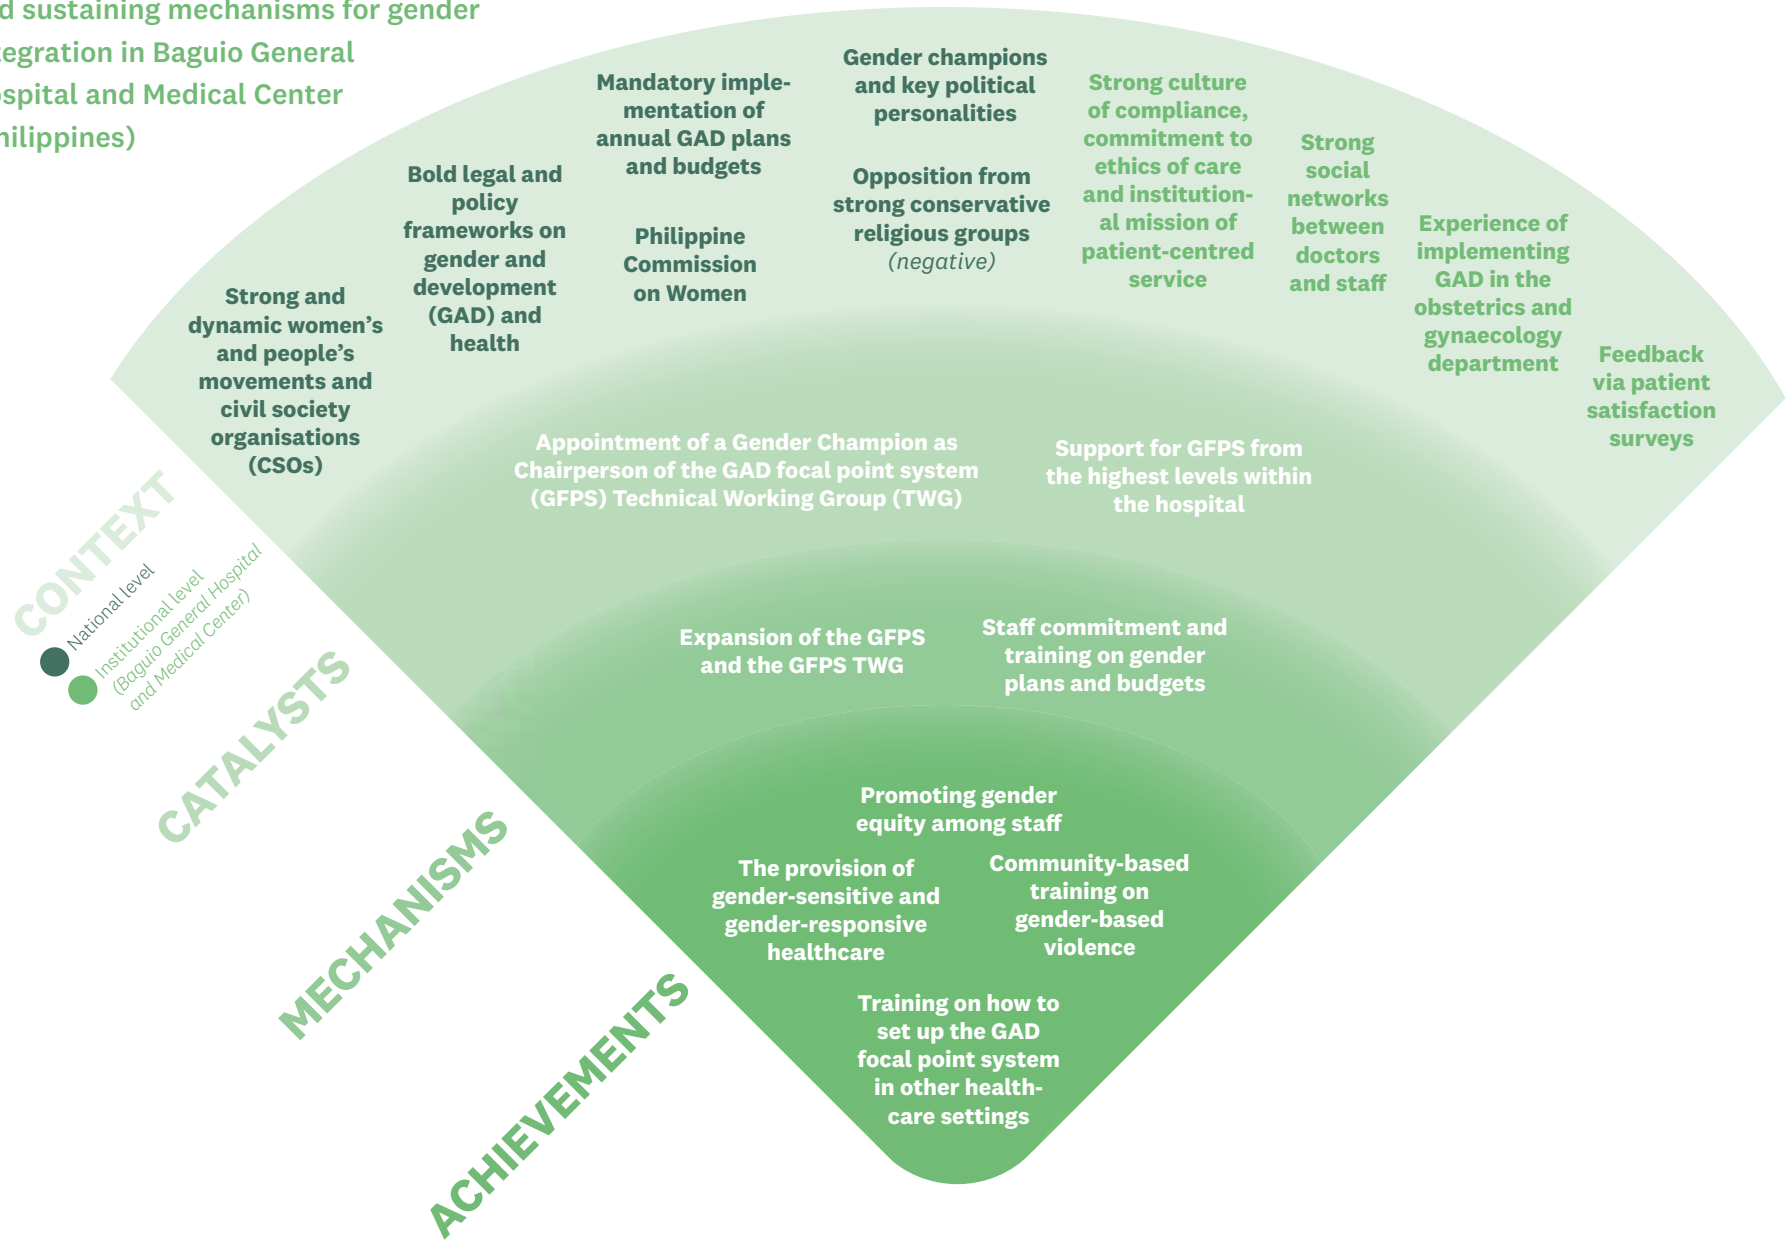 d sustaining mechanisms for gender
tegration in Baguio General
ospital and Medical Center
hilippines)
Strong and
dynamic women's
and people's
movements and
civil society
organisations
(CSOs)
Bold legal and
policy
frameworks on
gender and
development
(GAD) and
health
Mandatory imple-
mentation of
annual GAD plans
and budgets
Philippine
Commission
on Women
Gender champions
and key political
personalities
Opposition from
strong conservative
religious groups
(negative)
Strong culture
of compliance,
commitment to
ethics of care
and institution-
al mission of
patient-centred
service
Strong
social
networks
between
doctors
and staff
Experience of
implementing
GAD in the
obstetrics and
gynaecology
department
Feedback
via patient
satisfaction
surveys
CONTEXT
National level
Institutional level
(Baguio General Hospital
and Medical Center)
Appointment of a Gender Champion as
Chairperson of the GAD focal point system
(GFPS) Technical Working Group (TWG)
Support for GFPS from
the highest levels within
the hospital
CATALYSTS
Expansion of the GFPS
and the GFPS TWG
Staff commitment and
training on gender
plans and budgets
MECHANISMS
Promoting gender
equity among staff
The provision of
gender-sensitive and
gender-responsive
healthcare
Community-based
training on
gender-based
violence
Training on how to
set up the GAD
focal point system
in other health-
care settings
ACHIEVEMENTS